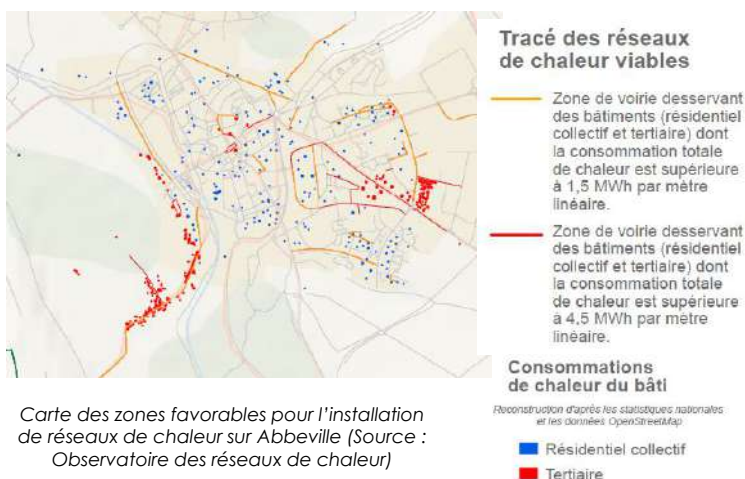 Tracé des réseaux
de chaleur viables
Zone de voirie desservant
des bâtiments (résidentiel
collectif et tertiaire) dont
la consommation totale
de chaleur est supérieure
à 1,5 MWh par mètre
linéaire.
Zone de voirie desservant
des bâtiments (résidentiel
collectif et tertiaire) dont
la consommation totale
de chaleur est supérieure
à 4,5 MWh par mètre
linéaire.
Consommations
de chaleur du bâti
Reconstruction d'après les statistiques nationales
et les données OpenStreetMap
Résidentiel collectif
Tertiaire
Carte des zones favorables pour l'installation
de réseaux de chaleur sur Abbeville (Source :
Observatoire des réseaux de chaleur)